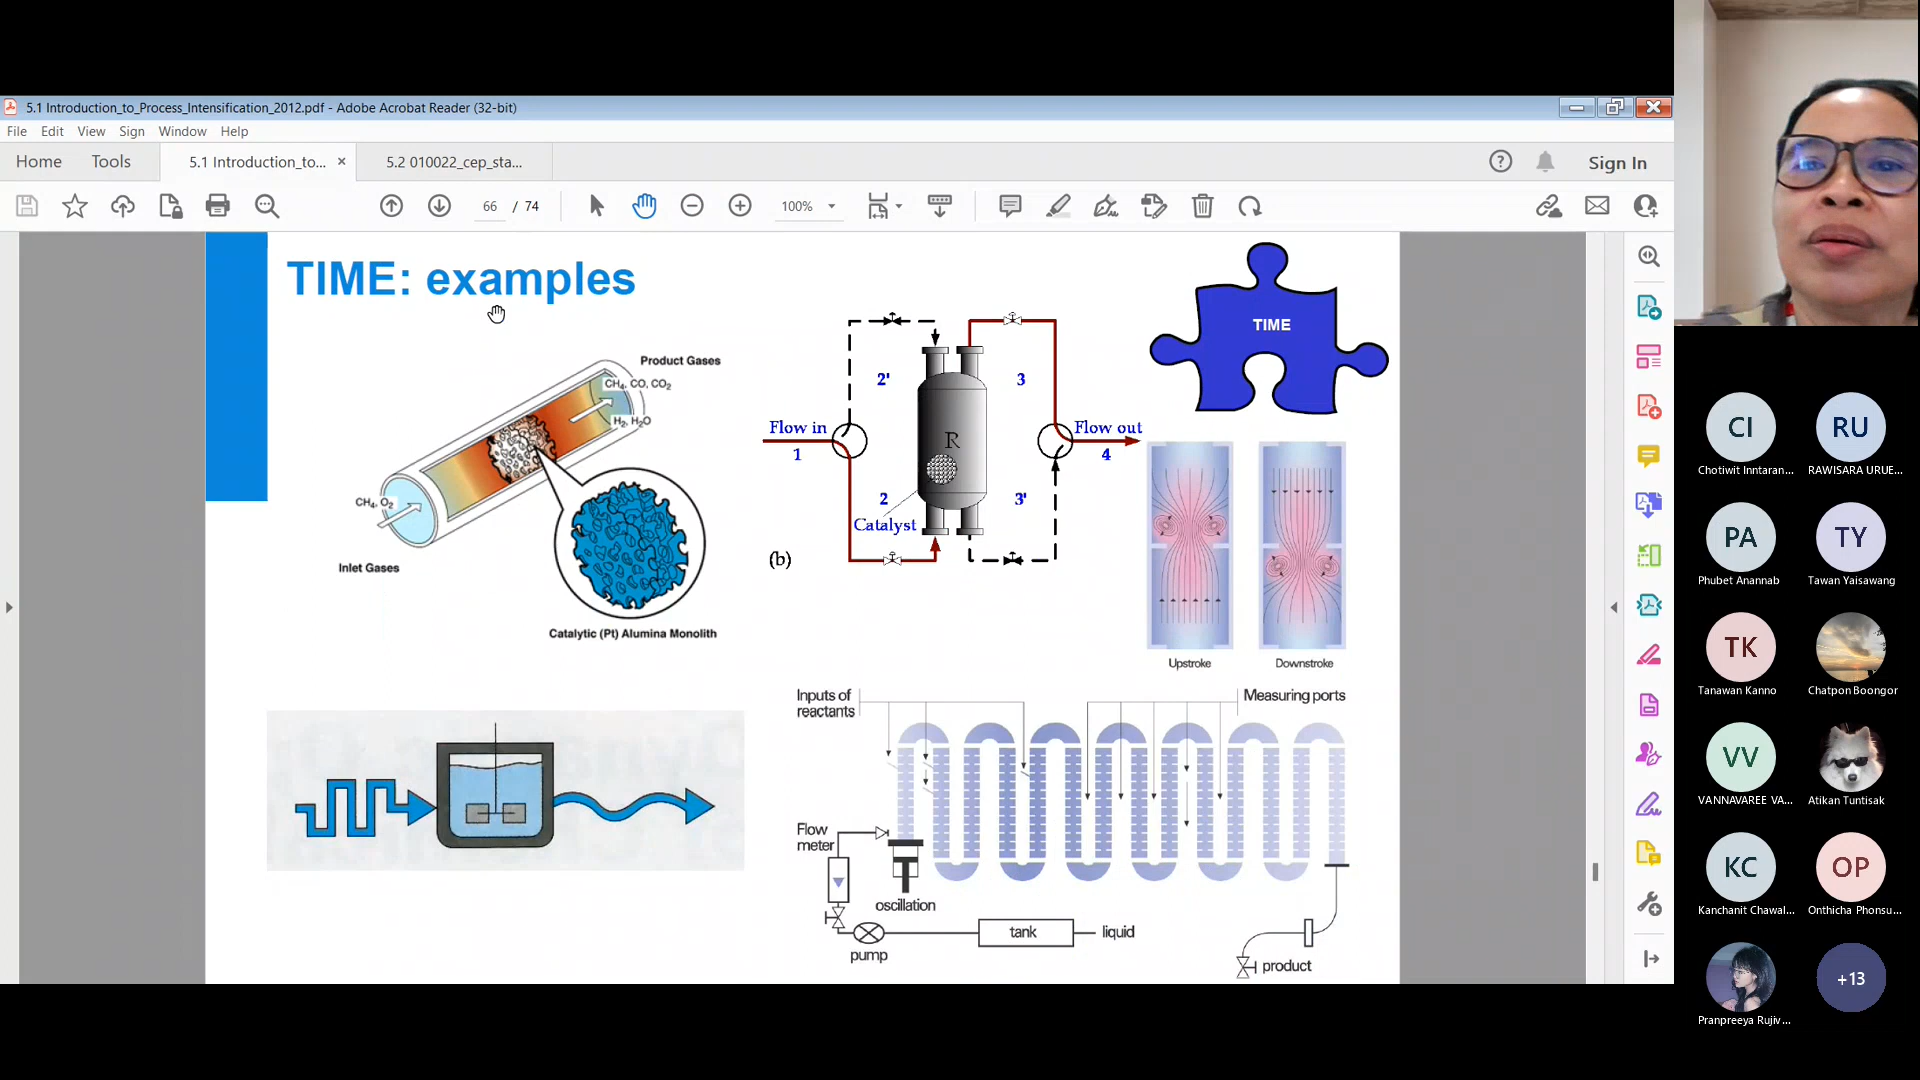 5.1 Introduction_to_Process_Intensification_2012.pdf - Adobe Acrobat Reader (32-bit)
File Edit View Sign Window Help
Home Tools 5.1 Introduction_to... × 5.2 010022_cep_sta... Sign In
66 / 74 100%
TIME: examples
TIME
Product Gases
CH₄, CO, CO₂
H₂, H₂O
CH₄, O₂
Inlet Gases
Catalytic (Pt) Alumina Monolith
2' 3
Flow in Flow out
1 R 4
2 3'
Catalyst
(b)
Upstroke Downstroke
Inputs of
reactants
Measuring ports
Flow
meter
oscillation
tank liquid
pump
product
CI RU
Chotiwit Inntaran... RAWISARA URUE...
PA TY
Phubet Anannab Tawan Yaisawang
TK
Tanawan Kanno Chatpon Boongor
VV
VANNAVAREE VA... Atikan Tuntisak
KC OP
Kanchanit Chawal... Onthicha Phonsu...
+13
Pranpreeya Rujiv...